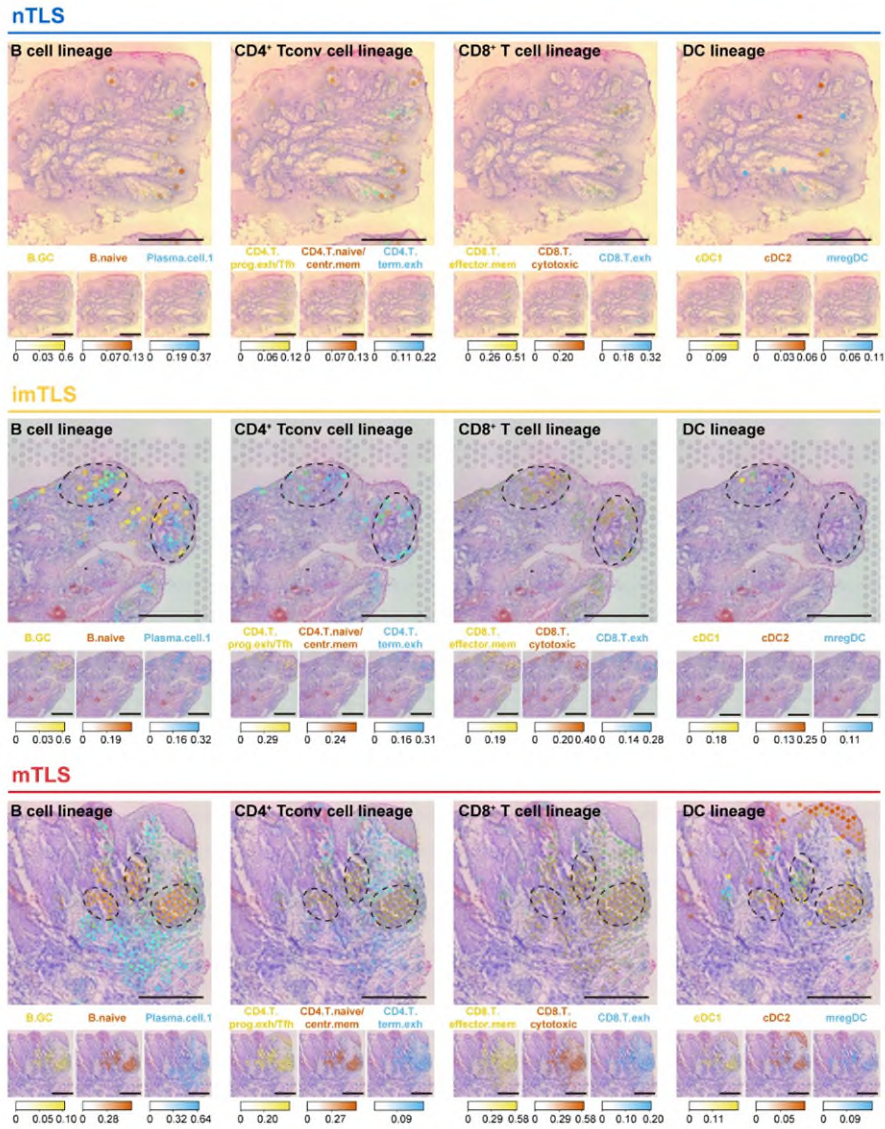 nTLS
B cell lineage CD4⁺ Tconv cell lineage CD8⁺ T cell lineage DC lineage
B.GC B.naive Plasma.cell.1 CD4.T. prog.exh/Tfh CD4.T.naive/ centr.mem CD4.T. term.exh CD8.T. effector.mem CD8.T. cytotoxic CD8.T.exh cDC1 cDC2 mregDC
0 0.03 0.6 0 0.07 0.13 0 0.19 0.37 0 0.06 0.12 0 0.07 0.13 0 0.11 0.22 0 0.26 0.51 0 0.20 0 0.18 0.32 0 0.09 0 0.03 0.06 0 0.06 0.11
imTLS
B cell lineage CD4⁺ Tconv cell lineage CD8⁺ T cell lineage DC lineage
B.GC B.naive Plasma.cell.1 CD4.T. prog.exh/Tfh CD4.T.naive/ centr.mem CD4.T. term.exh CD8.T. effector.mem CD8.T. cytotoxic CD8.T.exh cDC1 cDC2 mregDC
0 0.03 0.6 0 0.19 0 0.16 0.32 0 0.29 0 0.24 0 0.16 0.31 0 0.19 0 0.20 0.40 0 0.14 0.28 0 0.18 0 0.13 0.25 0 0.11
mTLS
B cell lineage CD4⁺ Tconv cell lineage CD8⁺ T cell lineage DC lineage
B.GC B.naive Plasma.cell.1 CD4.T. prog.exh/Tfh CD4.T.naive/ centr.mem CD4.T. term.exh CD8.T. effector.mem CD8.T. cytotoxic CD8.T.exh cDC1 cDC2 mregDC
0 0.05 0.10 0 0.28 0 0.32 0.64 0 0.20 0 0.27 0 0.09 0 0.29 0.58 0 0.29 0.58 0 0.10 0.20 0 0.11 0 0.05 0 0.09